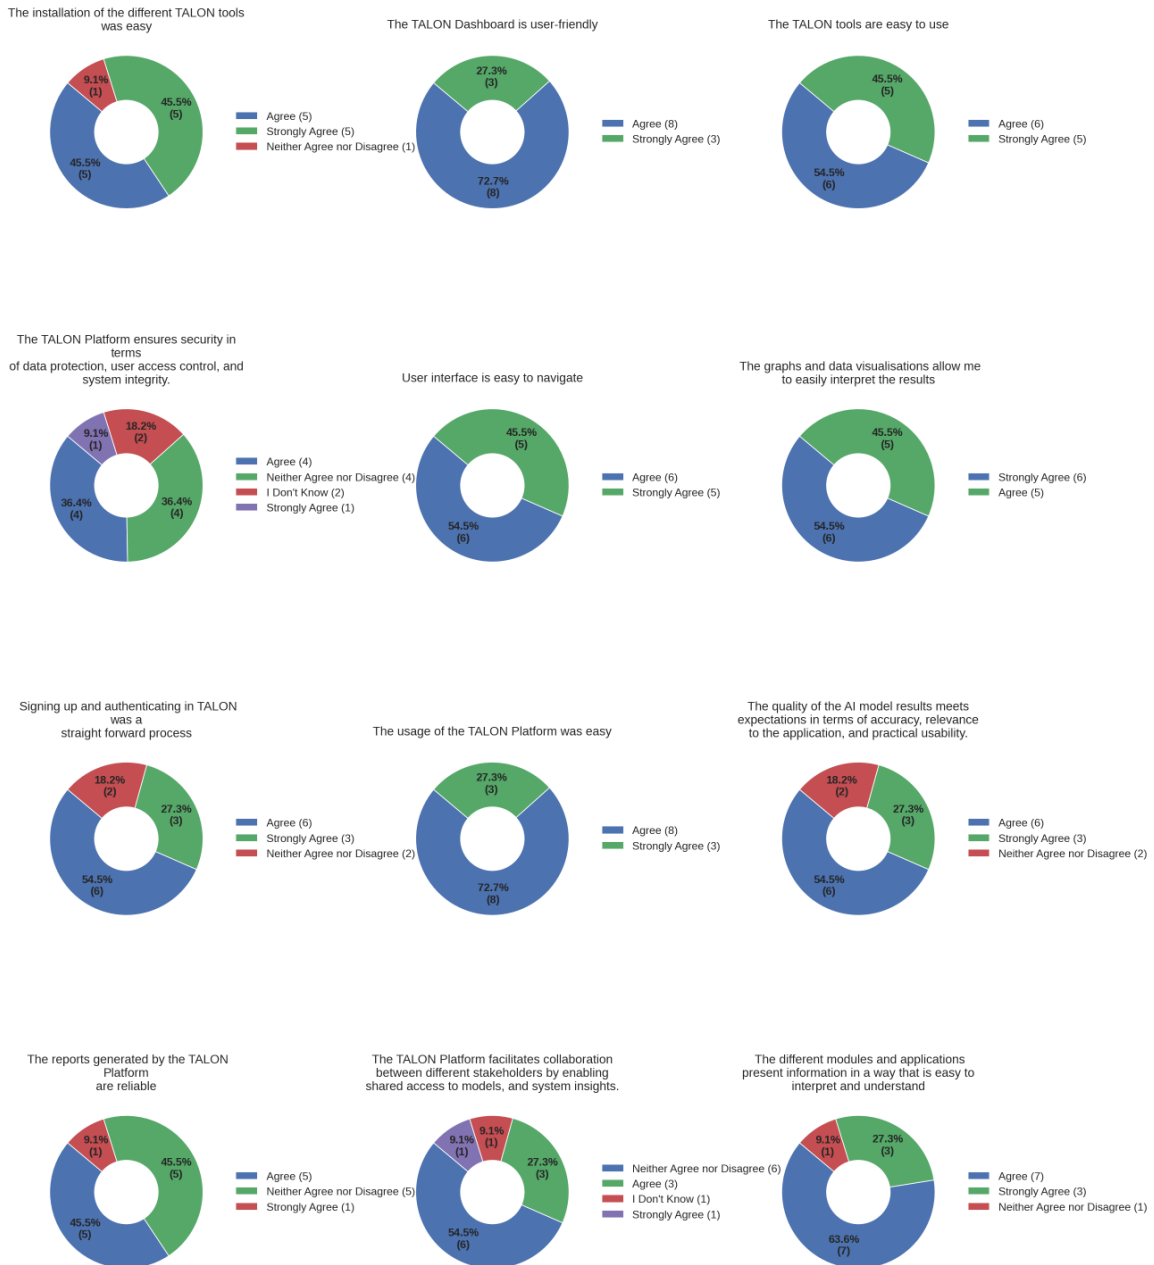 The installation of the different TALON tools
was easy
9.1%
(1)
45.5%
(5)
45.5%
(5)
Agree (5)
Strongly Agree (5)
Neither Agree nor Disagree (1)
The TALON Dashboard is user-friendly
27.3%
(3)
72.7%
(8)
Agree (8)
Strongly Agree (3)
The TALON tools are easy to use
45.5%
(5)
54.5%
(6)
Agree (6)
Strongly Agree (5)
The TALON Platform ensures security in
terms
of data protection, user access control, and
system integrity.
9.1%
(1)
18.2%
(2)
36.4%
(4)
36.4%
(4)
Agree (4)
Neither Agree nor Disagree (4)
I Don't Know (2)
Strongly Agree (1)
User interface is easy to navigate
45.5%
(5)
54.5%
(6)
Agree (6)
Strongly Agree (5)
The graphs and data visualisations allow me
to easily interpret the results
45.5%
(5)
54.5%
(6)
Strongly Agree (6)
Agree (5)
Signing up and authenticating in TALON
was a
straight forward process
18.2%
(2)
27.3%
(3)
54.5%
(6)
Agree (6)
Strongly Agree (3)
Neither Agree nor Disagree (2)
The usage of the TALON Platform was easy
27.3%
(3)
72.7%
(8)
Agree (8)
Strongly Agree (3)
The quality of the AI model results meets
expectations in terms of accuracy, relevance
to the application, and practical usability.
18.2%
(2)
27.3%
(3)
54.5%
(6)
Agree (6)
Strongly Agree (3)
Neither Agree nor Disagree (2)
The reports generated by the TALON
Platform
are reliable
9.1%
(1)
45.5%
(5)
45.5%
(5)
Agree (5)
Neither Agree nor Disagree (5)
Strongly Agree (1)
The TALON Platform facilitates collaboration
between different stakeholders by enabling
shared access to models, and system insights.
9.1%
(1)
9.1%
(1)
27.3%
(3)
54.5%
(6)
Neither Agree nor Disagree (6)
Agree (3)
I Don't Know (1)
Strongly Agree (1)
The different modules and applications
present information in a way that is easy to
interpret and understand
9.1%
(1)
27.3%
(3)
63.6%
(7)
Agree (7)
Strongly Agree (3)
Neither Agree nor Disagree (1)